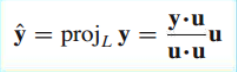 ŷ = proj_L y = (y·u / u·u) u